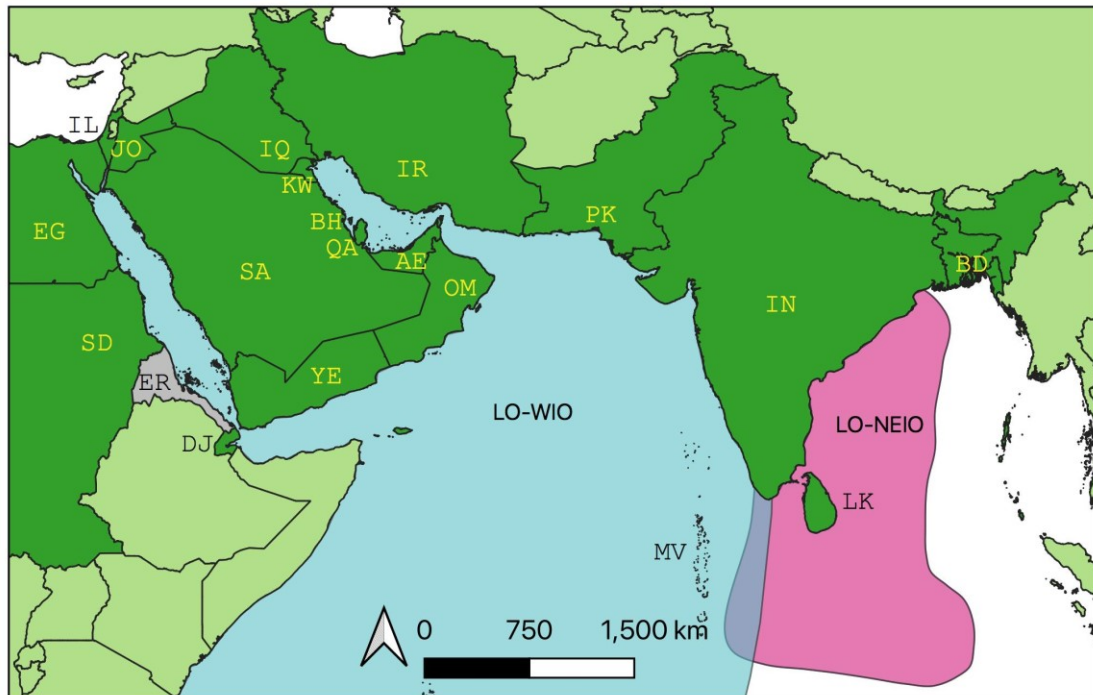 IL
JO
IQ
IR
KW
PK
BH
EG
QA
AE
BD
SA
OM
IN
SD
YE
ER
LO-WIO
LO-NEIO
DJ
LK
MV
0 750 1,500 km